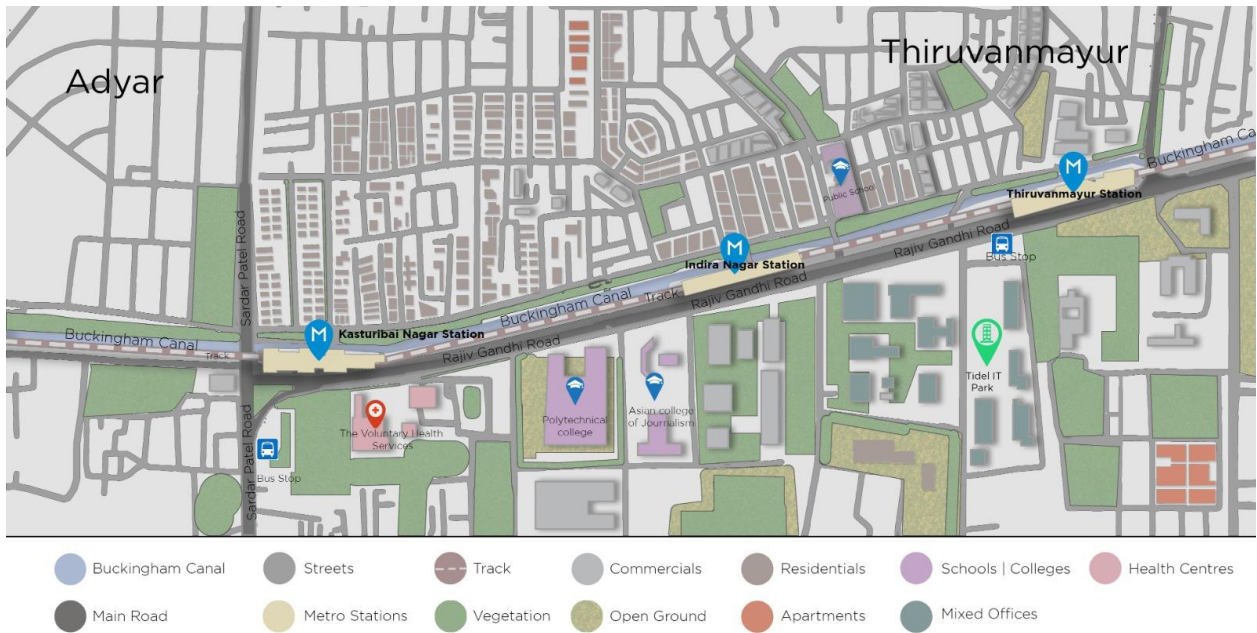 Adyar
Thiruvanmayur
Sardar Patel Road
Public School
Buckingham Ca
Thiruvanmayur Station
Rajiv Gandhi Road
Bus Stop
Indira Nagar Station
Buckingham Canal
Track
Rajiv Gandhi Road
Kasturibai Nagar Station
Buckingham Canal
Track
Rajiv Gandhi Road
Tidel IT
Park
Polytechnical
college
Asian college
of Journalism
The Voluntary Health
Services
Sardar Patel Road
Bus Stop
Buckingham Canal
Streets
Track
Commercials
Residentials
Schools | Colleges
Health Centres
Main Road
Metro Stations
Vegetation
Open Ground
Apartments
Mixed Offices